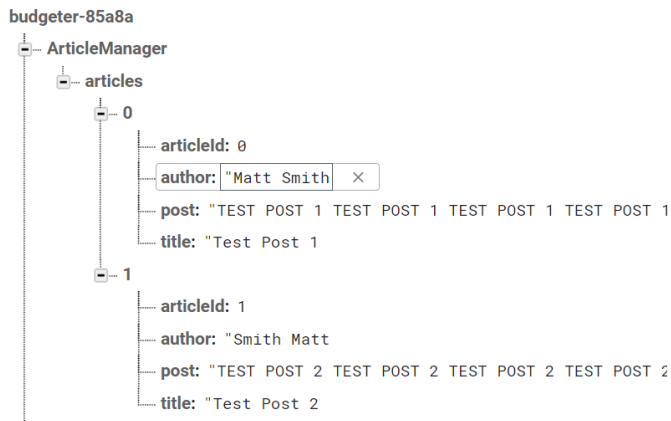 budgeter-85a8a
ArticleManager
articles
0
articleId: 0
author: "Matt Smith ×
post: "TEST POST 1 TEST POST 1 TEST POST 1 TEST POST 1
title: "Test Post 1
1
articleId: 1
author: "Smith Matt
post: "TEST POST 2 TEST POST 2 TEST POST 2 TEST POST 2
title: "Test Post 2